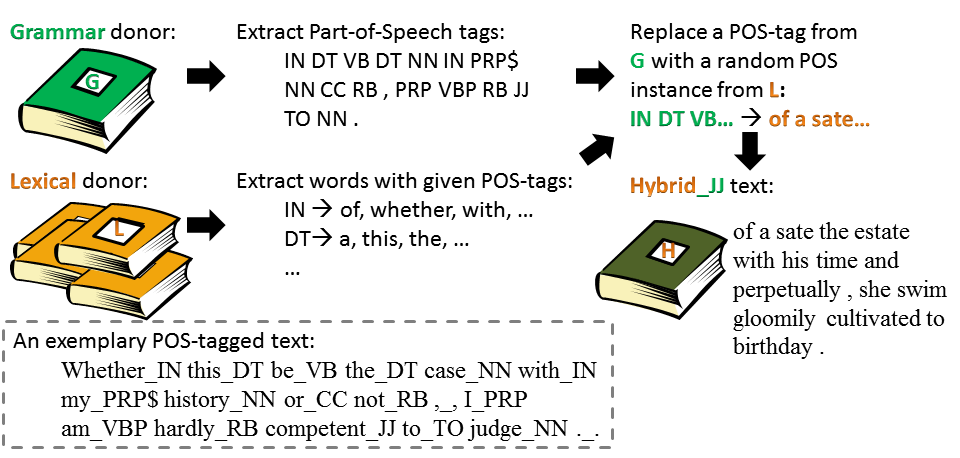 Grammar donor:
G
Extract Part-of-Speech tags:
IN DT VB DT NN IN PRP$
NN CC RB , PRP VBP RB JJ
TO NN .
Replace a POS-tag from
G with a random POS
instance from L:
IN DT VB... → of a sate...
Lexical donor:
L
Extract words with given POS-tags:
IN → of, whether, with, ...
DT→ a, this, the, ...
...
Hybrid_JJ text:
H
of a sate the estate
with his time and
perpetually , she swim
gloomily cultivated to
birthday .
An exemplary POS-tagged text:
Whether_IN this_DT be_VB the_DT case_NN with_IN
my_PRP$ history_NN or_CC not_RB ,_, I_PRP
am_VBP hardly_RB competent_JJ to_TO judge_NN ._.